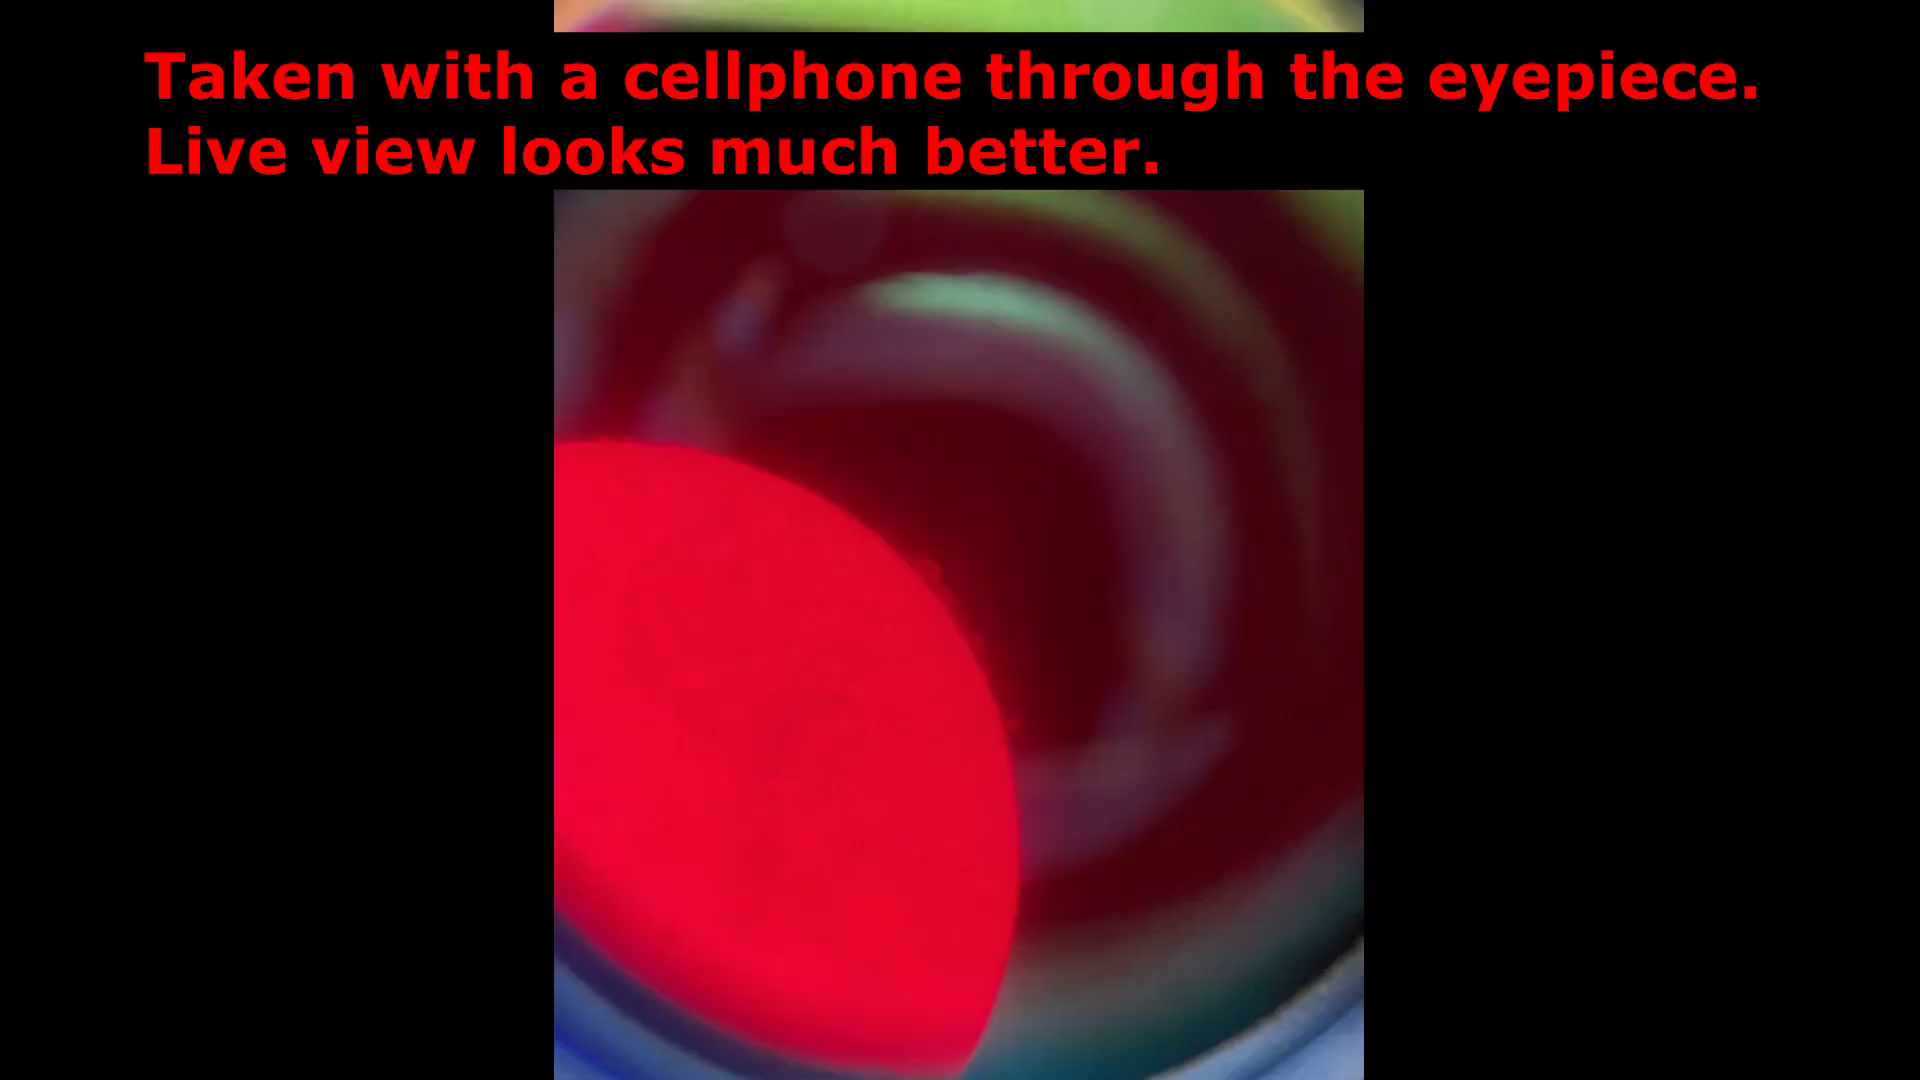 Taken with a cellphone through the eyepiece.
Live view looks much better.